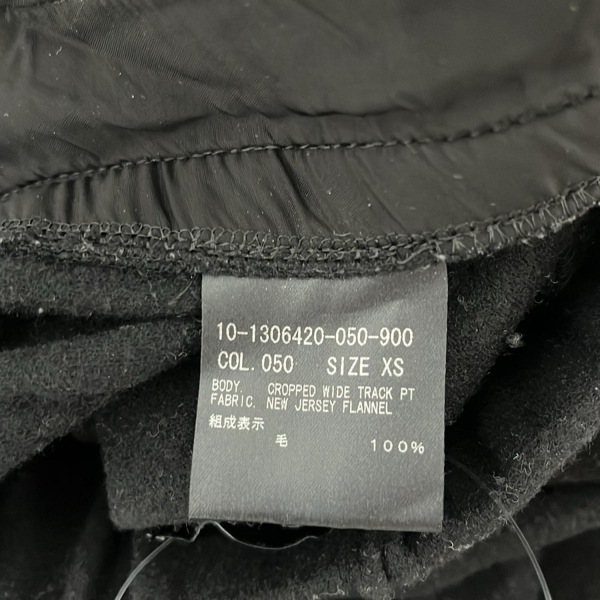 10-1306420-050-900
COL. 050 SIZE XS
BODY. CROPPED WIDE TRACK PT
FABRIC. NEW JERSEY FLANNEL
組成表示
毛 100%